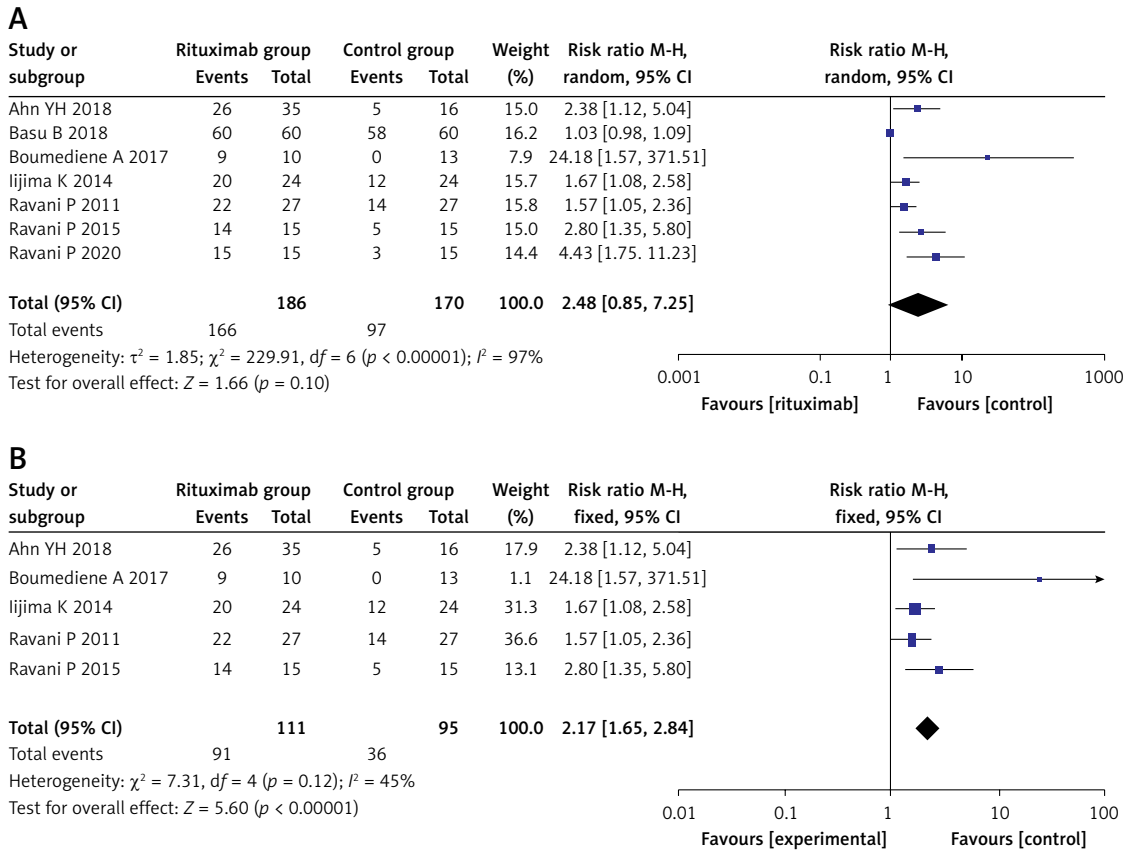 A
Study or Rituximab group Control group Weight Risk ratio M-H, Risk ratio M-H,
subgroup Events Total Events Total (%) random, 95% CI random, 95% CI
Ahn YH 2018 26 35 5 16 15.0 2.38 [1.12, 5.04]
Basu B 2018 60 60 58 60 16.2 1.03 [0.98, 1.09]
Boumediene A 2017 9 10 0 13 7.9 24.18 [1.57, 371.51]
Iijima K 2014 20 24 12 24 15.7 1.67 [1.08, 2.58]
Ravani P 2011 22 27 14 27 15.8 1.57 [1.05, 2.36]
Ravani P 2015 14 15 5 15 15.0 2.80 [1.35, 5.80]
Ravani P 2020 15 15 3 15 14.4 4.43 [1.75. 11.23]
Total (95% CI) 186 170 100.0 2.48 [0.85, 7.25]
Total events 166 97
Heterogeneity: τ² = 1.85; χ² = 229.91, df = 6 (p < 0.00001); I² = 97%
Test for overall effect: Z = 1.66 (p = 0.10)
0.001 0.1 1 10 1000
Favours [rituximab] Favours [control]
B
Study or Rituximab group Control group Weight Risk ratio M-H, Risk ratio M-H,
subgroup Events Total Events Total (%) fixed, 95% CI fixed, 95% CI
Ahn YH 2018 26 35 5 16 17.9 2.38 [1.12, 5.04]
Boumediene A 2017 9 10 0 13 1.1 24.18 [1.57, 371.51]
Iijima K 2014 20 24 12 24 31.3 1.67 [1.08, 2.58]
Ravani P 2011 22 27 14 27 36.6 1.57 [1.05, 2.36]
Ravani P 2015 14 15 5 15 13.1 2.80 [1.35, 5.80]
Total (95% CI) 111 95 100.0 2.17 [1.65, 2.84]
Total events 91 36
Heterogeneity: χ² = 7.31, df = 4 (p = 0.12); I² = 45%
Test for overall effect: Z = 5.60 (p < 0.00001)
0.01 0.1 1 10 100
Favours [experimental] Favours [control]